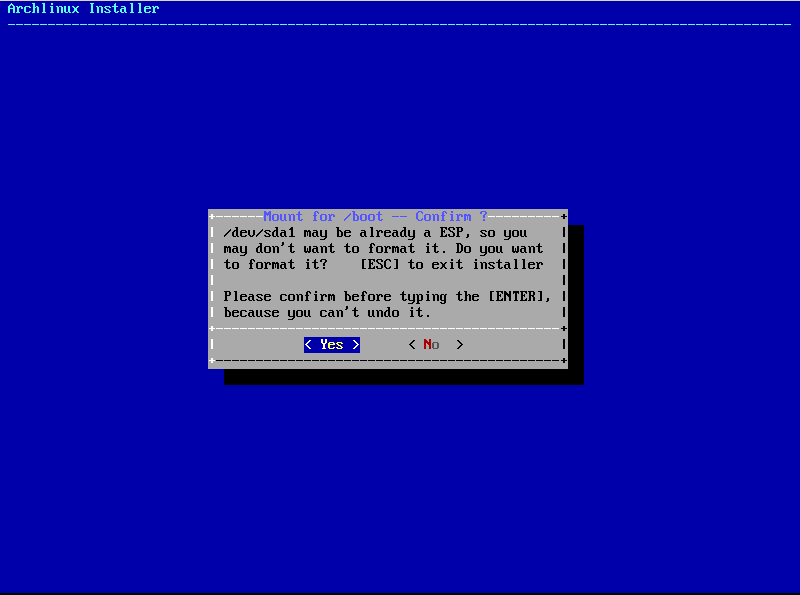 Archlinux Installer
Mount for /boot -- Confirm ?
/dev/sda1 may be already a ESP, so you
may don't want to format it. Do you want
to format it?    [ESC] to exit installer
Please confirm before typing the [ENTER],
because you can't undo it.
< Yes >      < No  >